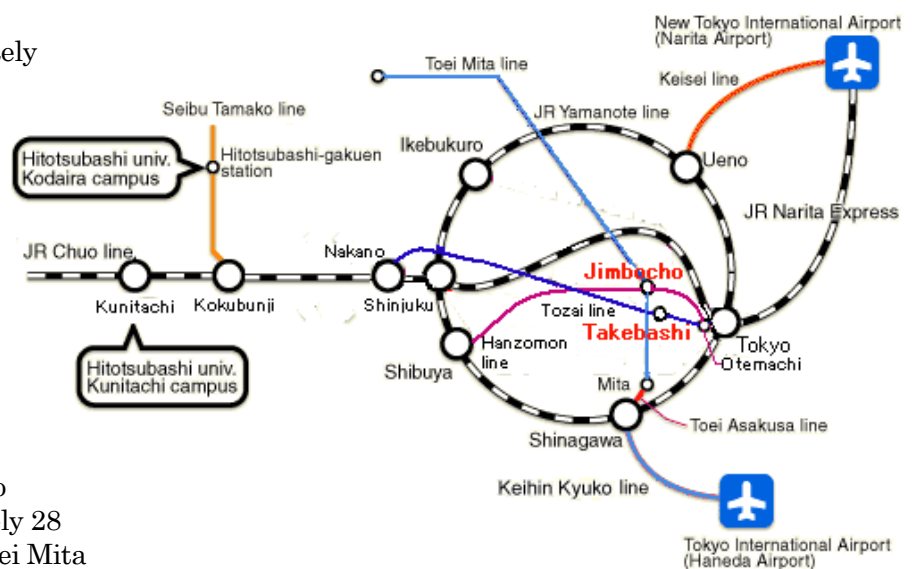 sely
New Tokyo International Airport
(Narita Airport)
Toei Mita line
Keisei line
Seibu Tamako line
JR Yamanote line
Hitotsubashi univ.
Kodaira campus
Hitotsubashi-gakuen
station
Ikebukuro
Ueno
JR Narita Express
JR Chuo line
Nakano
Jimbocho
Kunitachi
Kokubunji
Shinjuku
Tozai line
Takebashi
Tokyo
Otemachi
Hanzomon
line
Shibuya
Hitotsubashi univ.
Kunitachi campus
Mita
Toei Asakusa line
Shinagawa
Keihin Kyuko line
o
ly 28
ei Mita
Tokyo International Airport
(Haneda Airport)